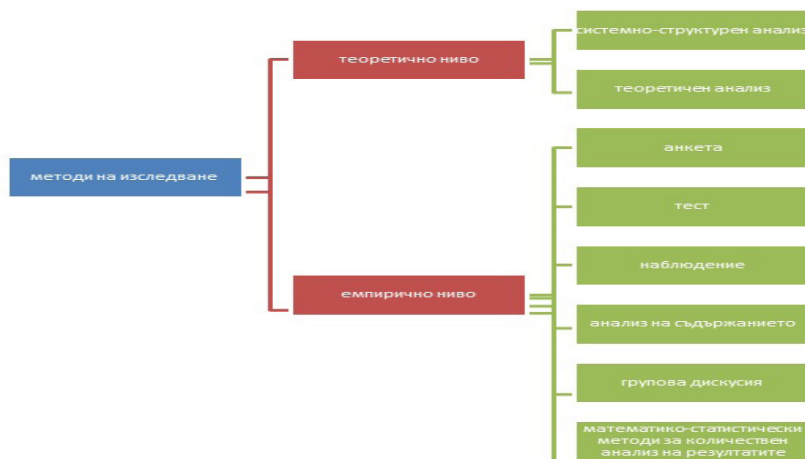 методи на изследване
теоретично ниво
системно-структурен анализ
теоретичен анализ
емпирично ниво
анкета
тест
наблюдение
анализ на съдържанието
групова дискусия
математико-статистически
методи за количествен
анализ на резултатите